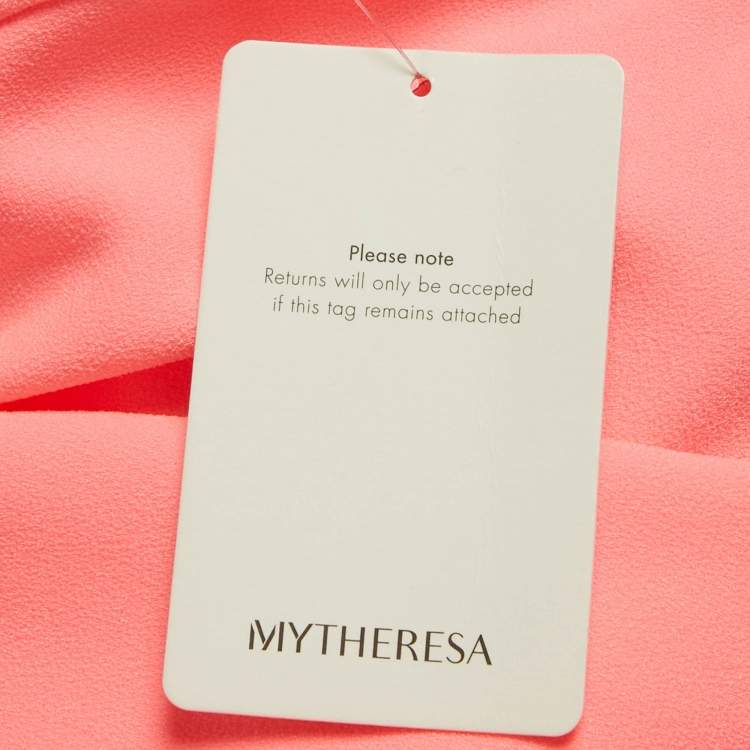 Please note
Returns will only be accepted
if this tag remains attached
MYTHERESA